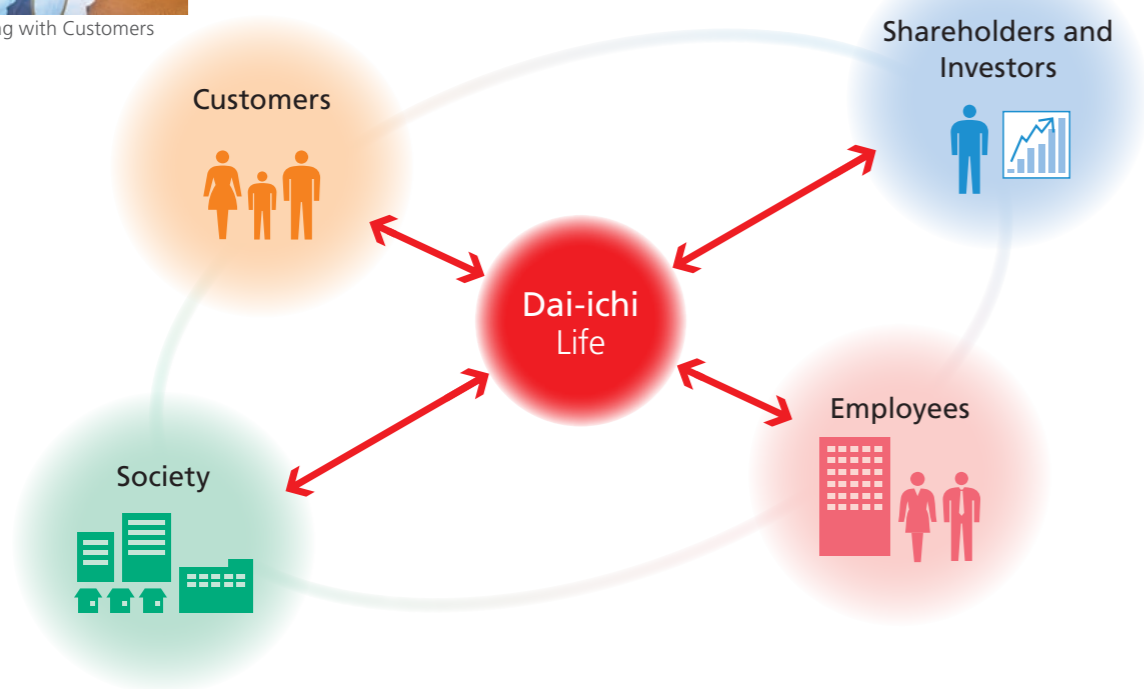 with Customers
Shareholders and
Investors
Customers
Dai-ichi
Life
Employees
Society